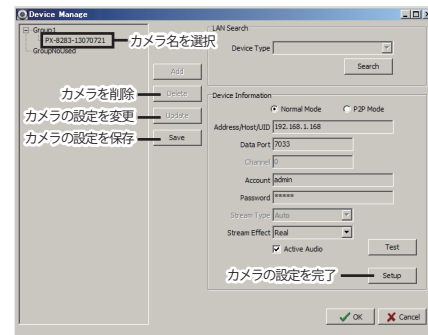 Device Manage
Group1
PX-8283-13070721
カメラ名を選択
GroupNoUsed
LAN Search
Device Type
Search
Add
カメラを削除
Delete
カメラの設定を変更
Update
カメラの設定を保存
Save
Device Information
Normal Mode
P2P Mode
Address/Host/UID
192.168.1.168
Data Port
7033
Channel
0
Account
admin
Password
*****
Stream Type
Auto
Stream Effect
Real
Active Audio
Test
カメラの設定を完了
Setup
OK
Cancel